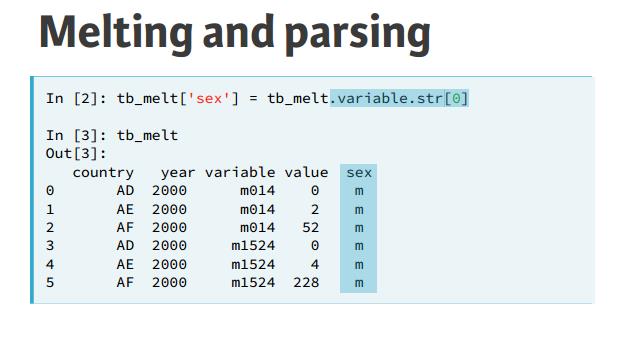 Melting and parsing
In [2]: tb_melt['sex'] = tb_melt.variable.str[0]
In [3]: tb_melt
Out[3]:
country year variable value sex
0 AD 2000 m014 0 m
1 AE 2000 m014 2 m
2 AF 2000 m014 52 m
3 AD 2000 m1524 0 m
4 AE 2000 m1524 4 m
5 AF 2000 m1524 228 m